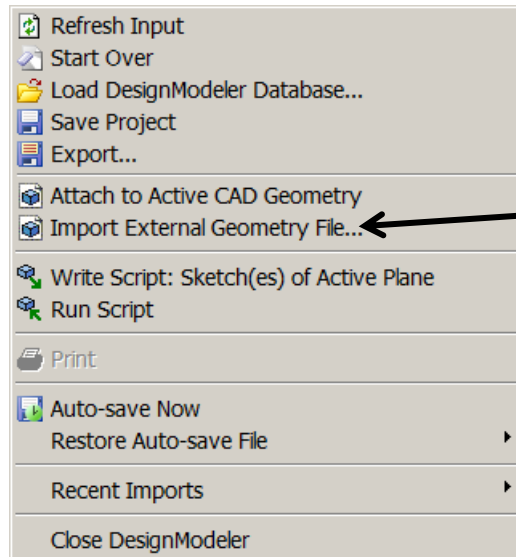 Refresh Input
Start Over
Load DesignModeler Database...
Save Project
Export...
Attach to Active CAD Geometry
Import External Geometry File...
Write Script: Sketch(es) of Active Plane
Run Script
Print
Auto-save Now
Restore Auto-save File
Recent Imports
Close DesignModeler